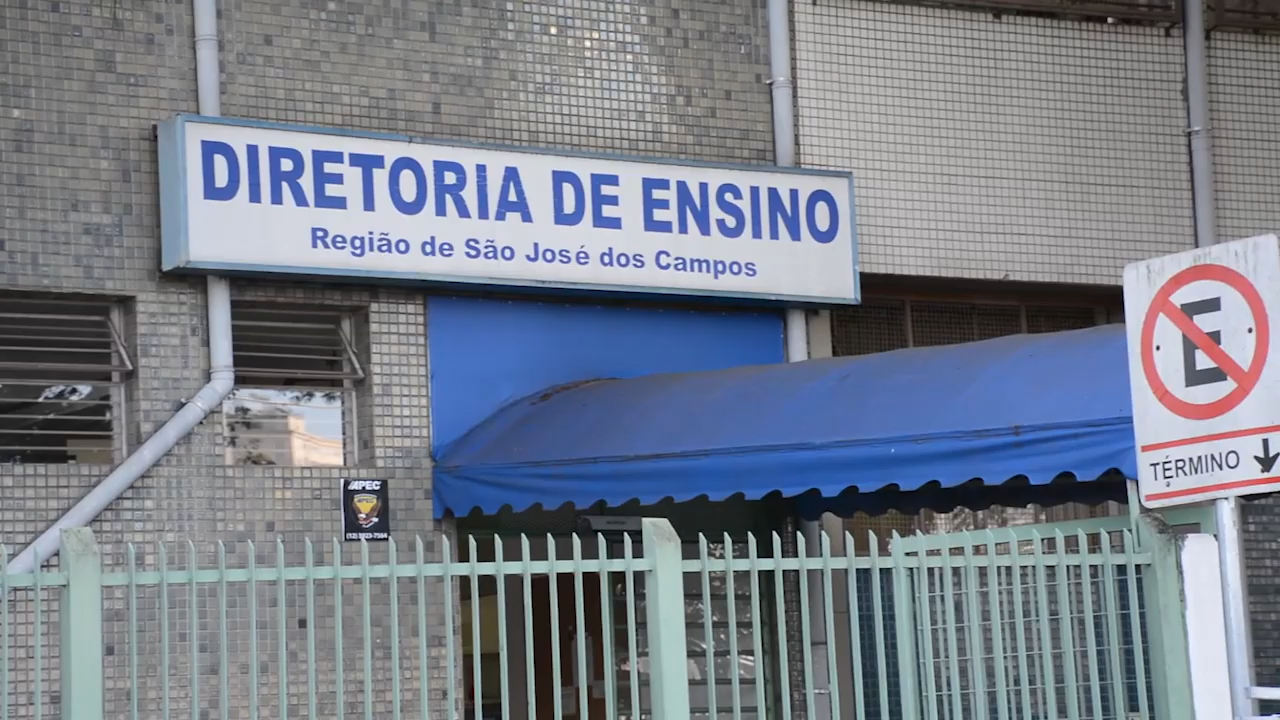 DIRETORIA DE ENSINO
Região de São José dos Campos
E
TÉRMINO
APEC